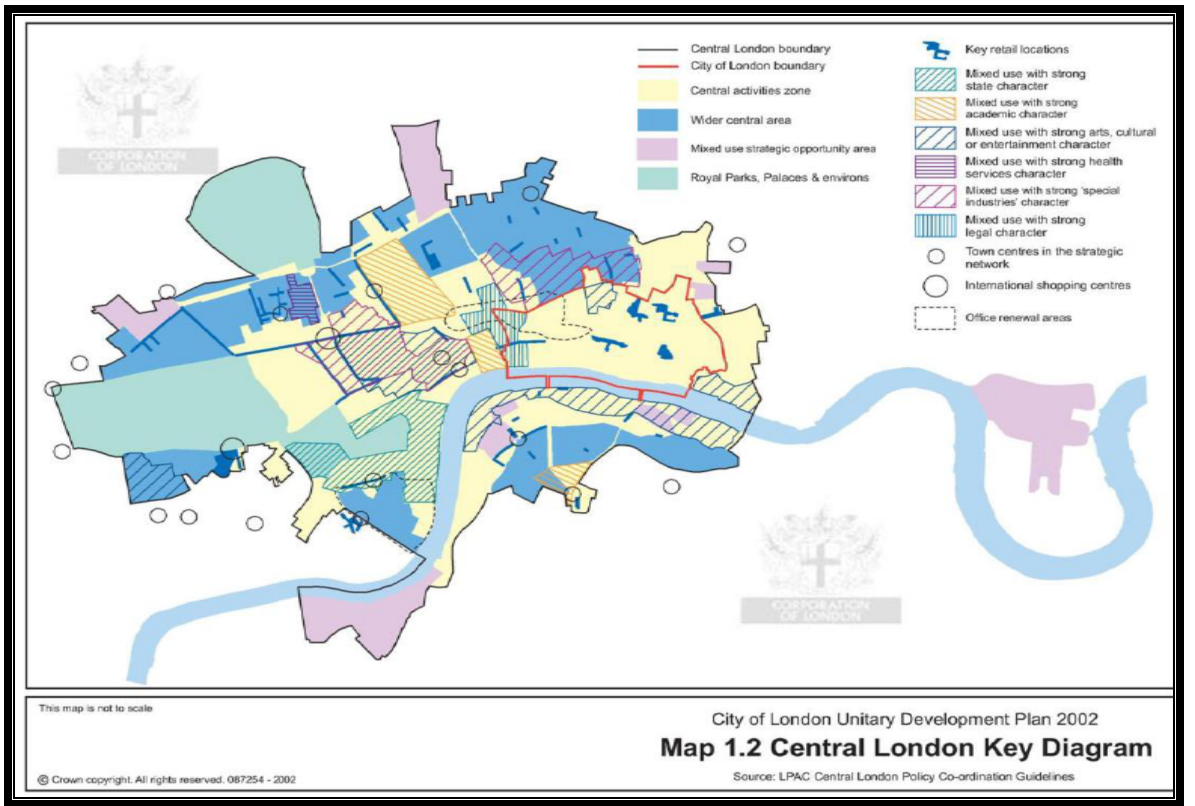 CORPORATION
OF LONDON
Central London boundary
City of London boundary
Central activities zone
Wider central area
Mixed use strategic opportunity area
Royal Parks, Palaces & environs
Key retail locations
Mixed use with strong
state character
Mixed use with strong
academic character
Mixed use with strong arts, cultural
or entertainment character
Mixed use with strong health
services character
Mixed use with strong 'special
industries' character
Mixed use with strong
legal character
Town centres in the strategic
network
International shopping centres
Office renewal areas
CORPORATION
OF LONDON
This map is not to scale
City of London Unitary Development Plan 2002
Map 1.2 Central London Key Diagram
© Crown copyright. All rights reserved. 087254 - 2002
Source: LPAC Central London Policy Co-ordination Guidelines